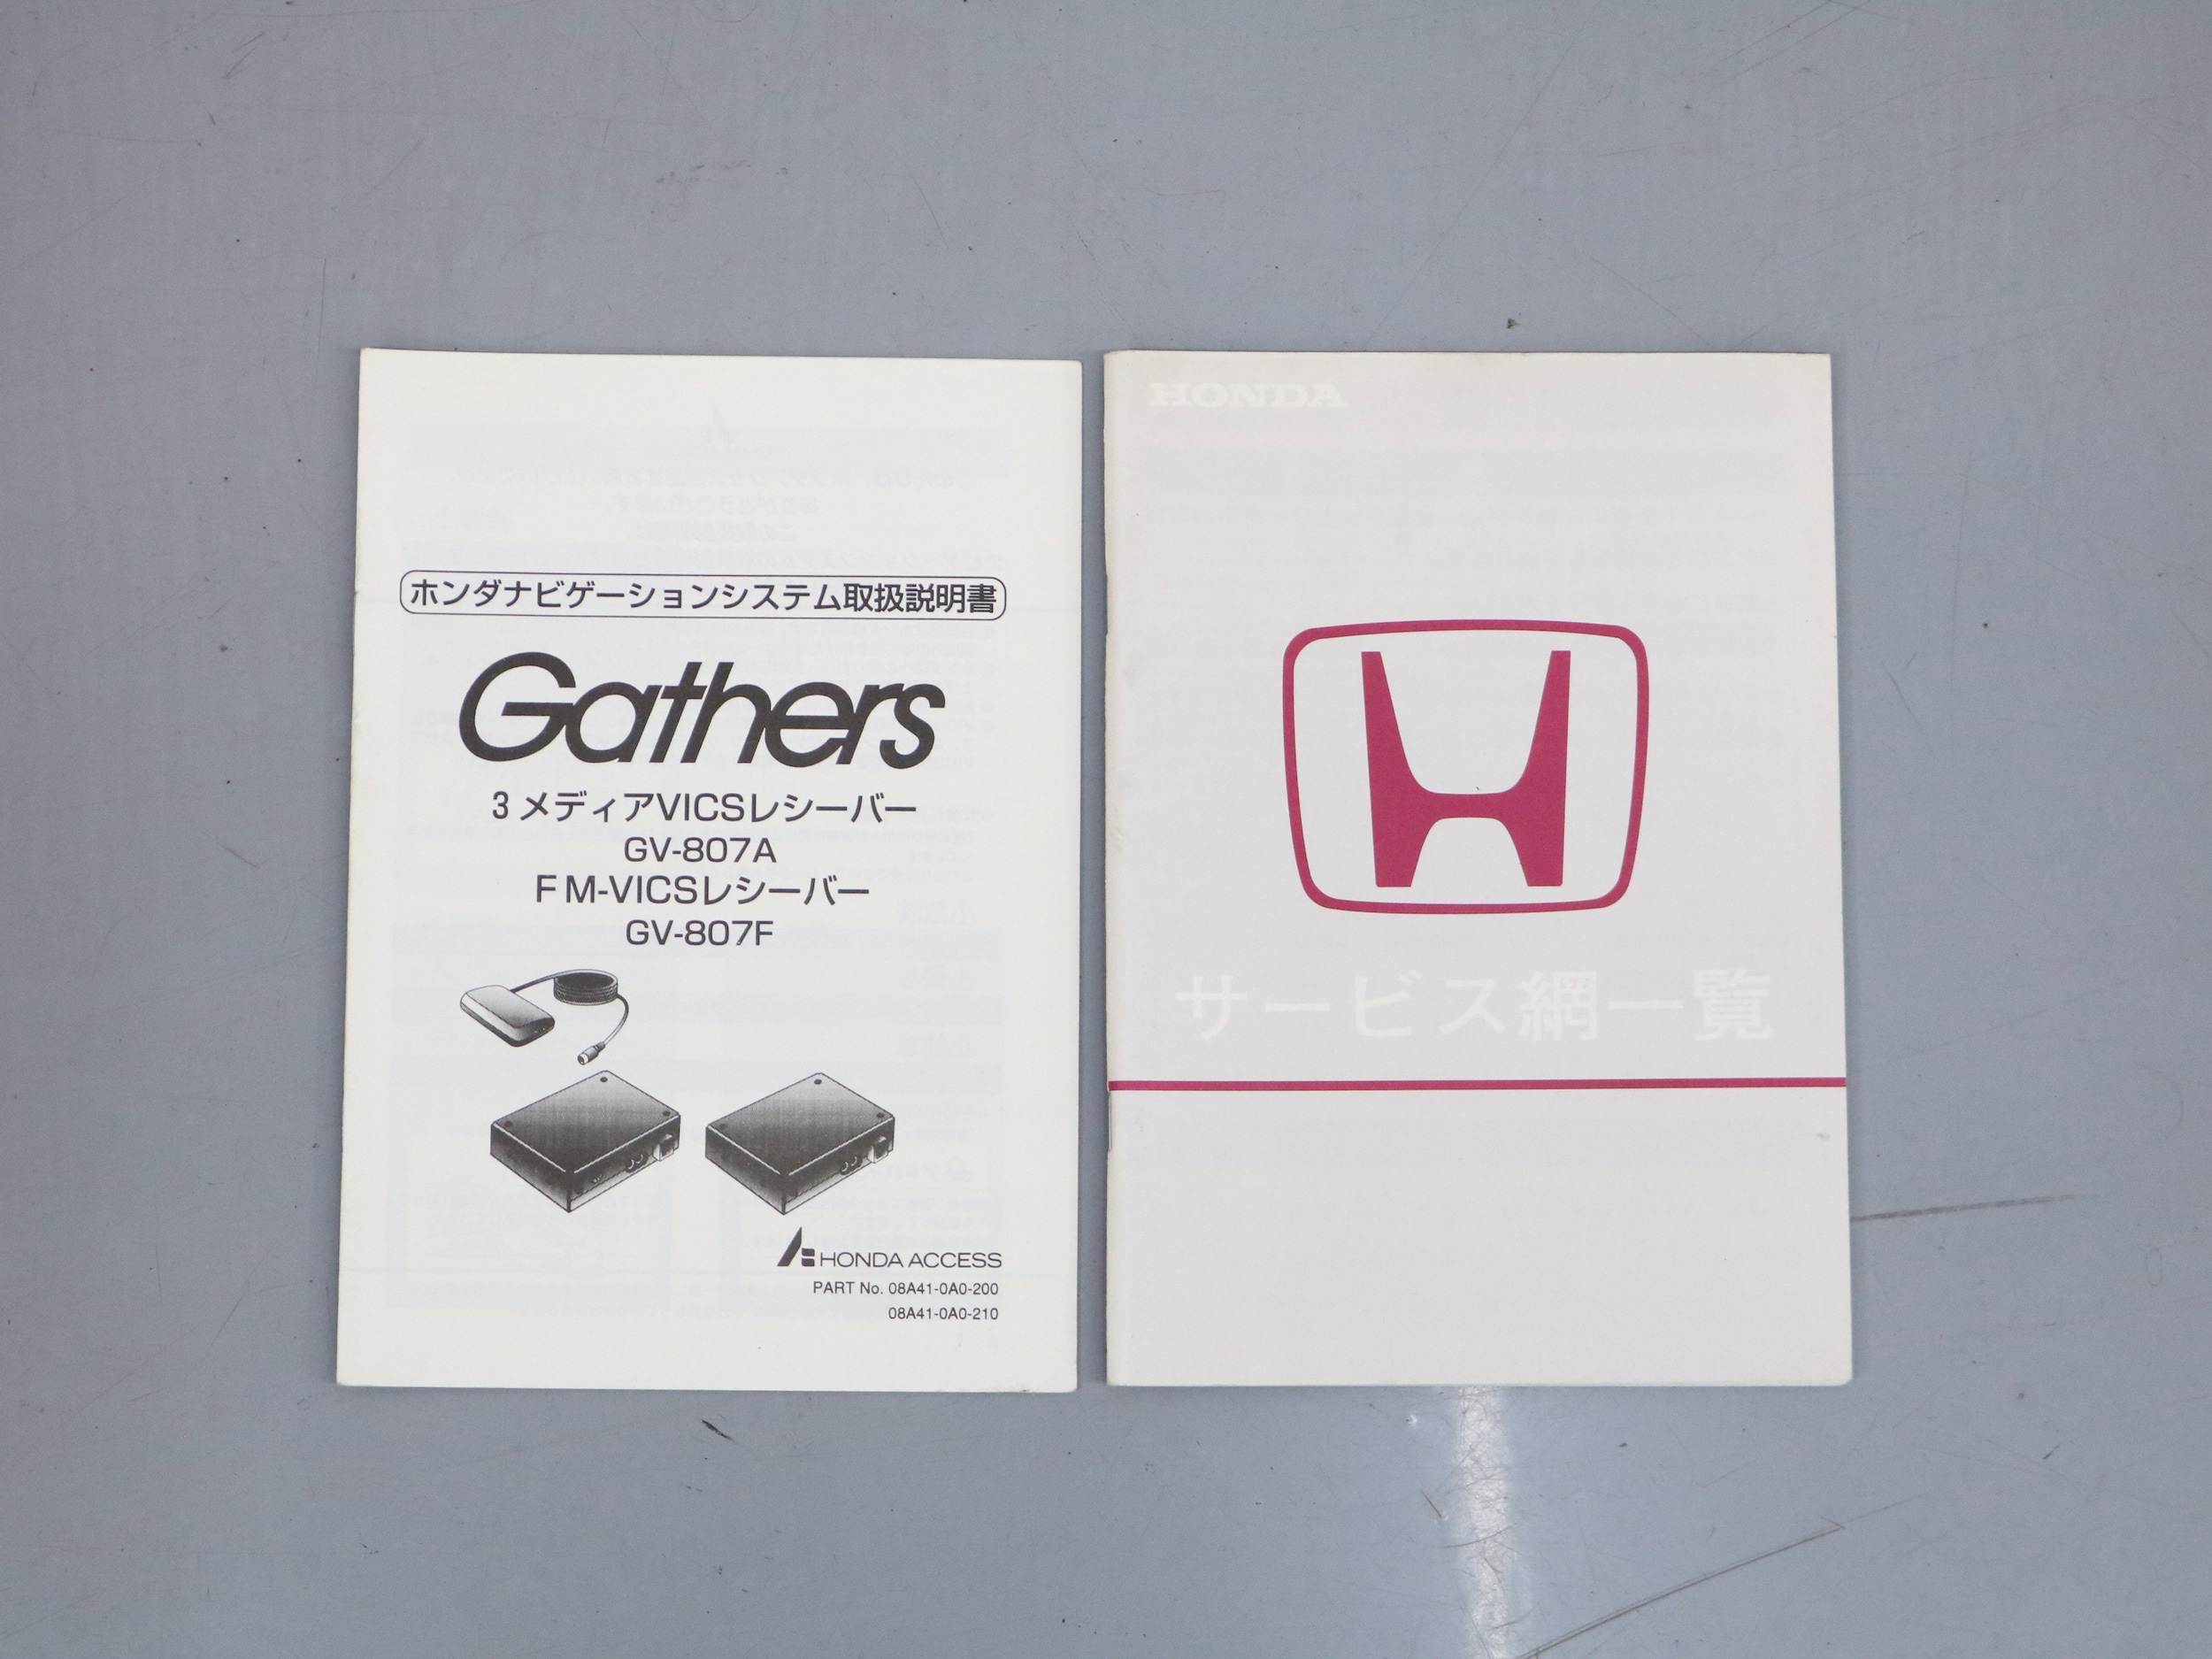 ホンダナビゲーションシステム取扱説明書
Gathers
3メディアVICSレシーバー
GV-807A
FM-VICSレシーバー
GV-807F
HONDA ACCESS
PART No. 08A41-0A0-200
08A41-0A0-210
HONDA
サービス網一覧